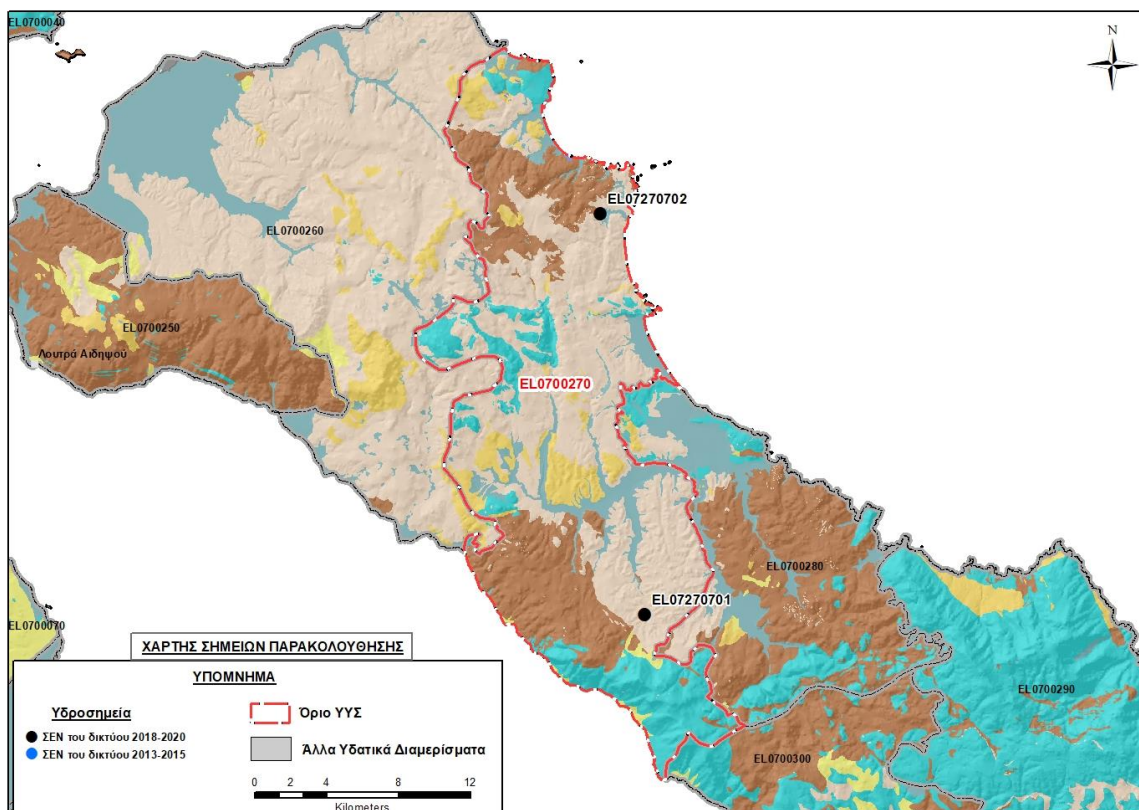 EL0700040
N
EL07270702
EL0700260
EL0700250
Λουτρά Αιδηψού
EL0700270
EL0700280
EL07270701
EL0700070
EL0700290
EL0700300
ΧΑΡΤΗΣ ΣΗΜΕΙΩΝ ΠΑΡΑΚΟΛΟΥΘΗΣΗΣ
ΥΠΟΜΝΗΜΑ
Υδροσημεία
ΣΕΝ του δικτύου 2018-2020
ΣΕΝ του δικτύου 2013-2015
Όριο ΥΥΣ
Άλλα Υδατικά Διαμερίσματα
0 2 4 8 12
Kilometers